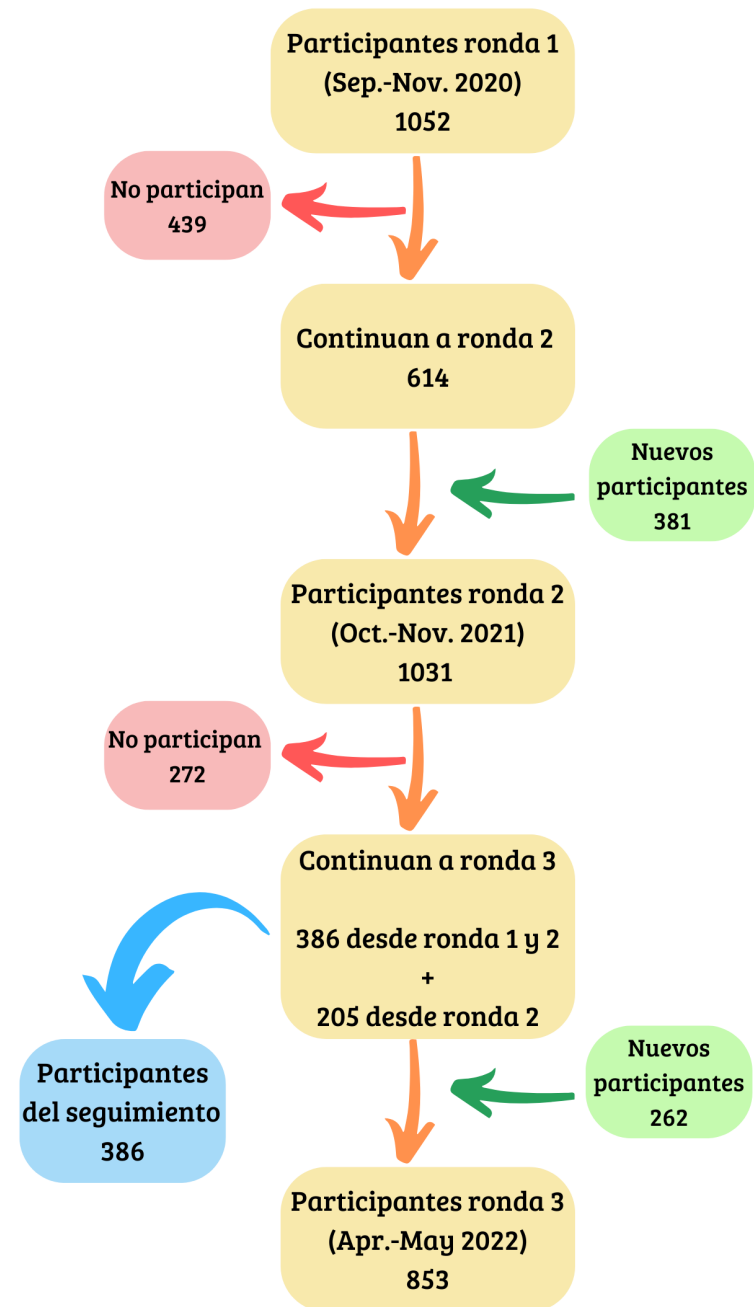 Participantes ronda 1
(Sep.-Nov. 2020)
1052
No participan
439
Continuan a ronda 2
614
Nuevos
participantes
381
Participantes ronda 2
(Oct.-Nov. 2021)
1031
No participan
272
Continuan a ronda 3
386 desde ronda 1 y 2
+
205 desde ronda 2
Participantes
del seguimiento
386
Nuevos
participantes
262
Participantes ronda 3
(Apr.-May 2022)
853